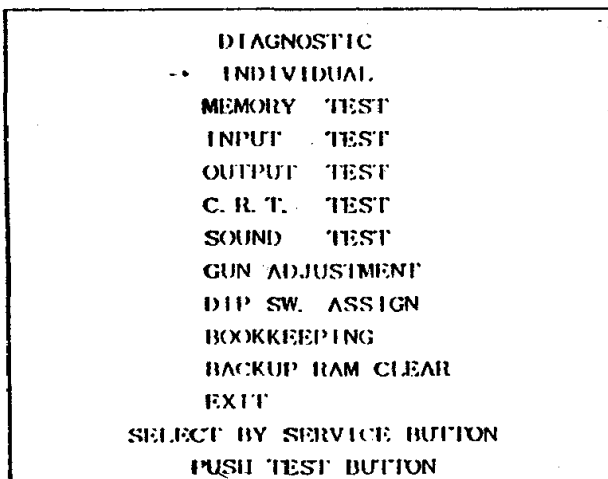 DIAGNOSTIC
→ INDIVIDUAL
MEMORY TEST
INPUT TEST
OUTPUT TEST
C. R. T. TEST
SOUND TEST
GUN ADJUSTMENT
DIP SW. ASSIGN
BOOKKEEPING
BACKUP RAM CLEAR
EXIT
SELECT BY SERVICE BUTTON
PUSH TEST BUTTON